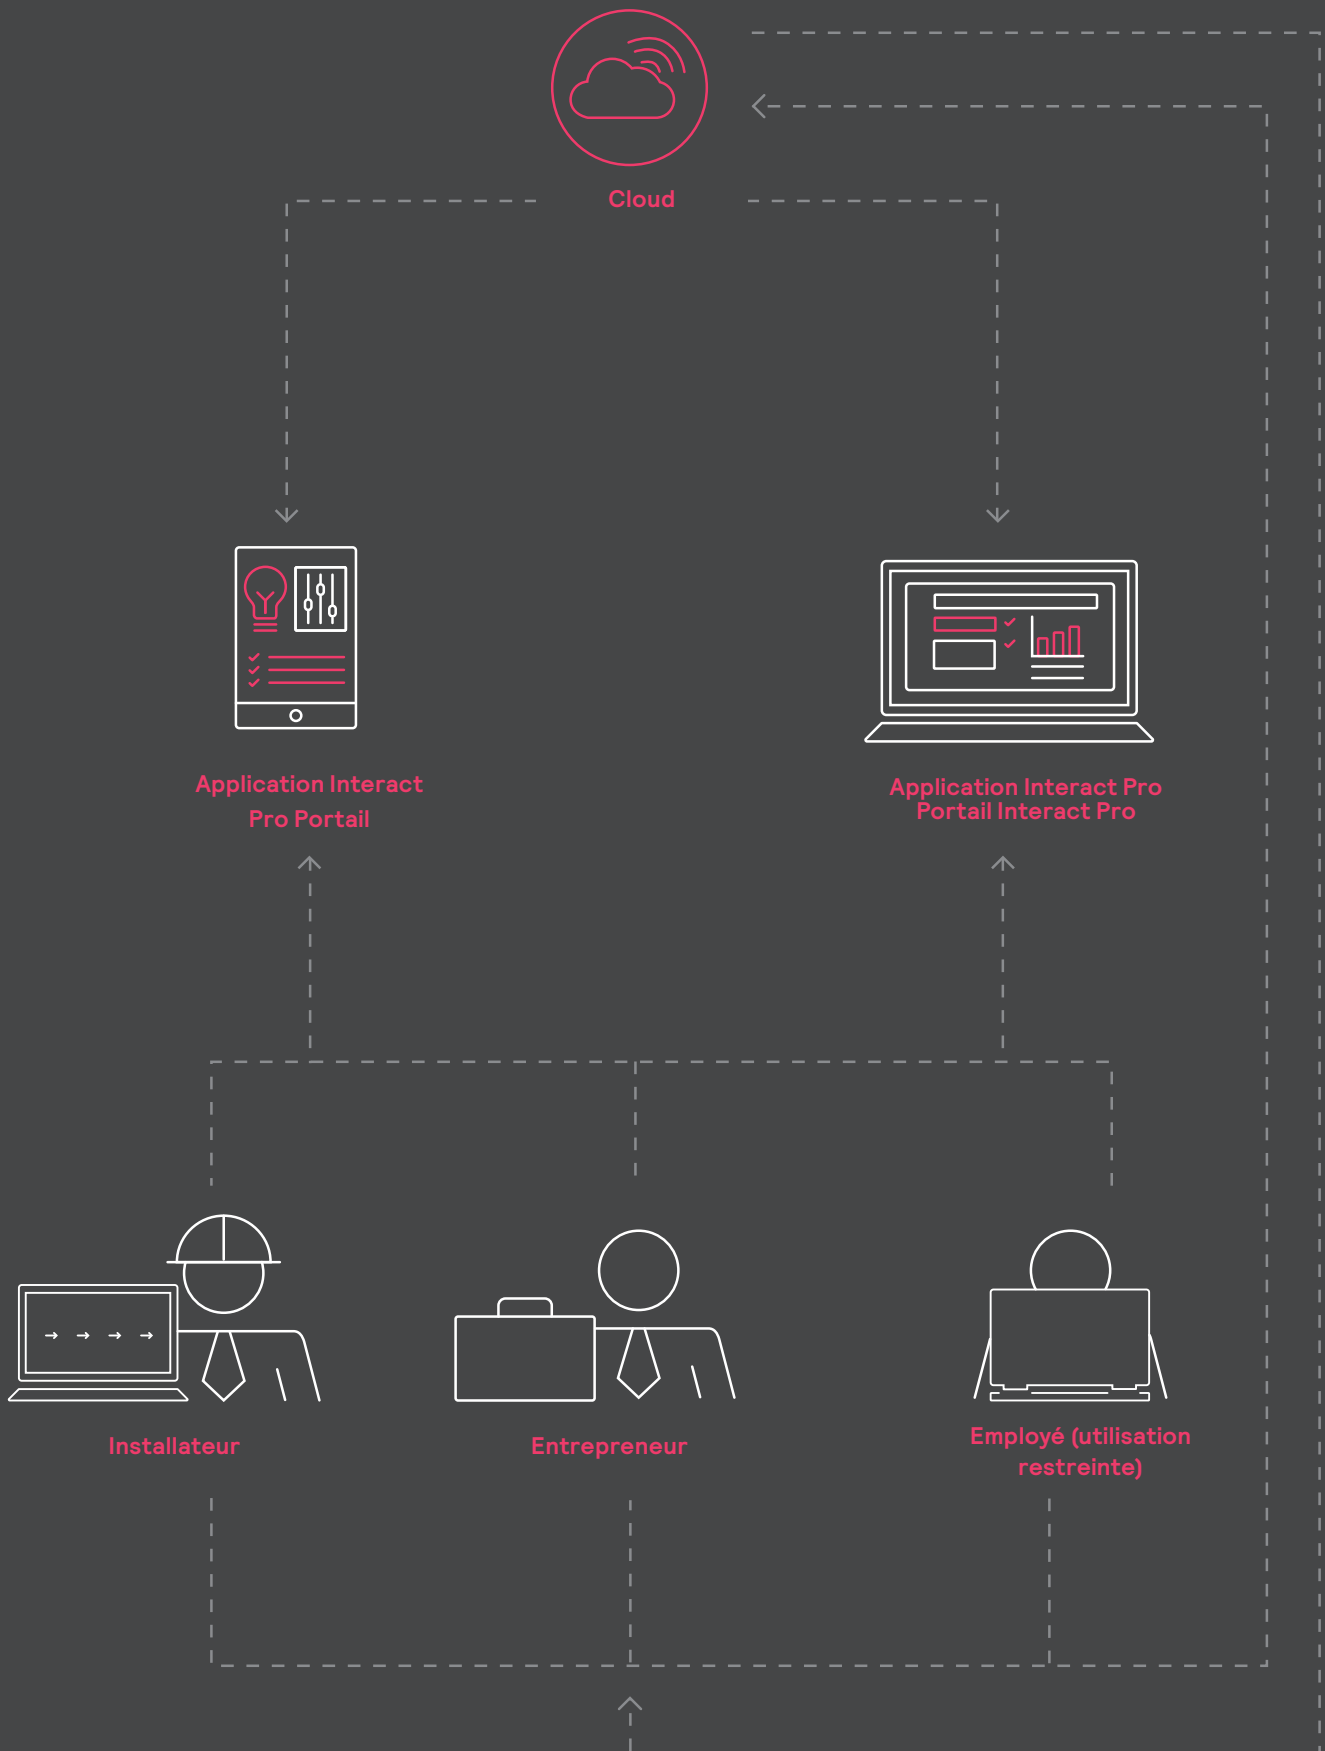 Cloud
Application Interact
Pro Portail
Application Interact Pro
Portail Interact Pro
Installateur
Entrepreneur
Employé (utilisation
restreinte)